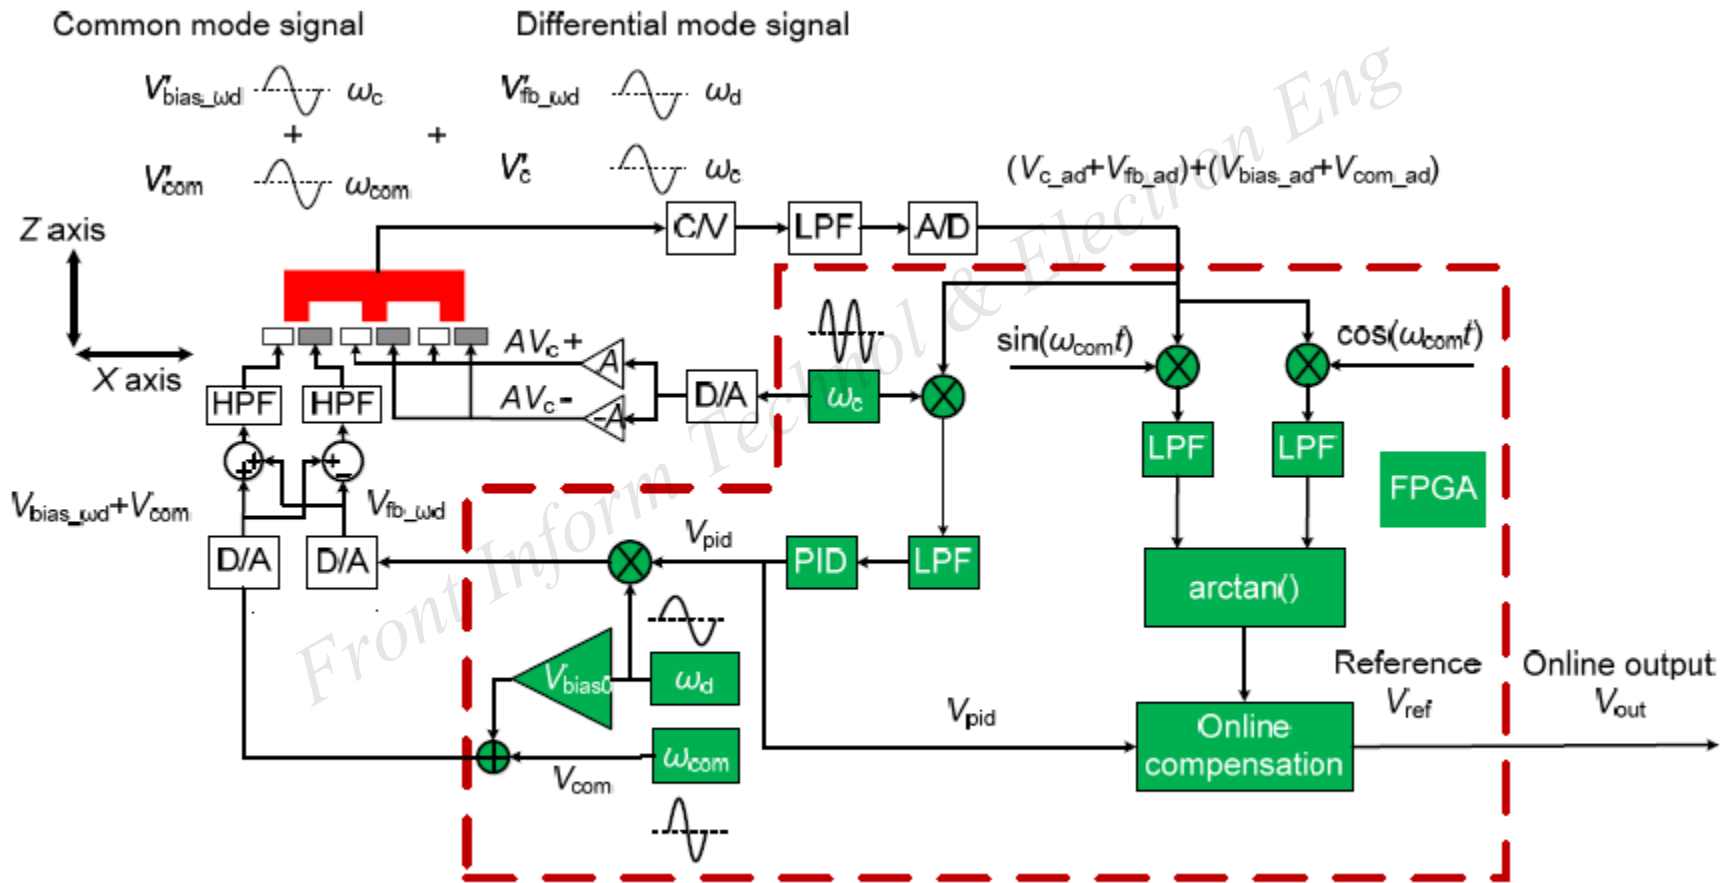 Common mode signal
Differential mode signal
V'bias_ωd ωc
V'fb_ωd ωd
+
+
V'com ωcom
V'c ωc
(Vc_ad+Vfb_ad)+(Vbias_ad+Vcom_ad)
Z axis
C/V
LPF
A/D
X axis
AVc+
A
sin(ωcomt)
cos(ωcomt)
HPF
HPF
AVc-
-A
D/A
ωc
LPF
LPF
FPGA
+
+
+
-
Vbias_ωd+Vcom
Vfb_ωd
D/A
D/A
Vpid
PID
LPF
arctan()
Vbias0
ωd
Reference
Vref
Online output
Vout
Vpid
Online
compensation
ωcom
Vcom
Front Inform Technol & Electron Eng